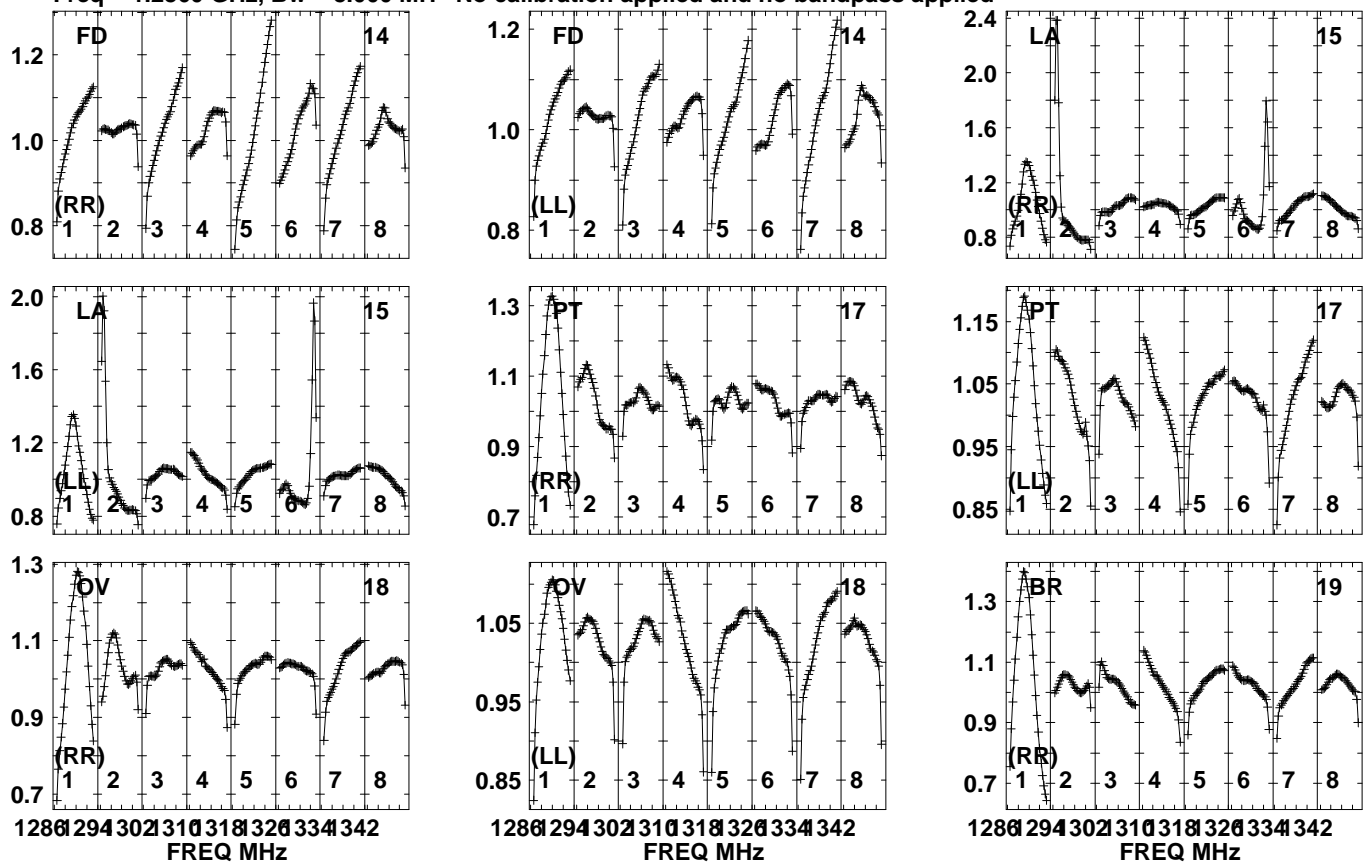 Freq GHz, No calibration applied and no bandpass applied
FD 14
1.2
1.0
0.8
(RR)
1 2 3 4 5 6 7 8
FD 14
1.2
1.0
0.8
(LL)
1 2 3 4 5 6 7 8
LA 15
2.4
2.0
1.6
1.2
0.8
(RR)
1 2 3 4 5 6 7 8
LA 15
2.0
1.6
1.2
0.8
(LL)
1 2 3 4 5 6 7 8
PT 17
1.3
1.1
0.9
0.7
(RR)
1 2 3 4 5 6 7 8
PT 17
1.15
1.05
0.95
0.85
(LL)
1 2 3 4 5 6 7 8
OV 18
1.3
1.1
0.9
0.7
(RR)
1 2 3 4 5 6 7 8
1286 1294 1302 1310 1318 1326 1334 1342
FREQ MHz
OV 18
1.05
0.95
0.85
(LL)
1 2 3 4 5 6 7 8
1286 1294 1302 1310 1318 1326 1334 1342
FREQ MHz
BR 19
1.3
1.1
0.9
0.7
(RR)
1 2 3 4 5 6 7 8
1286 1294 1302 1310 1318 1326 1334 1342
FREQ MHz